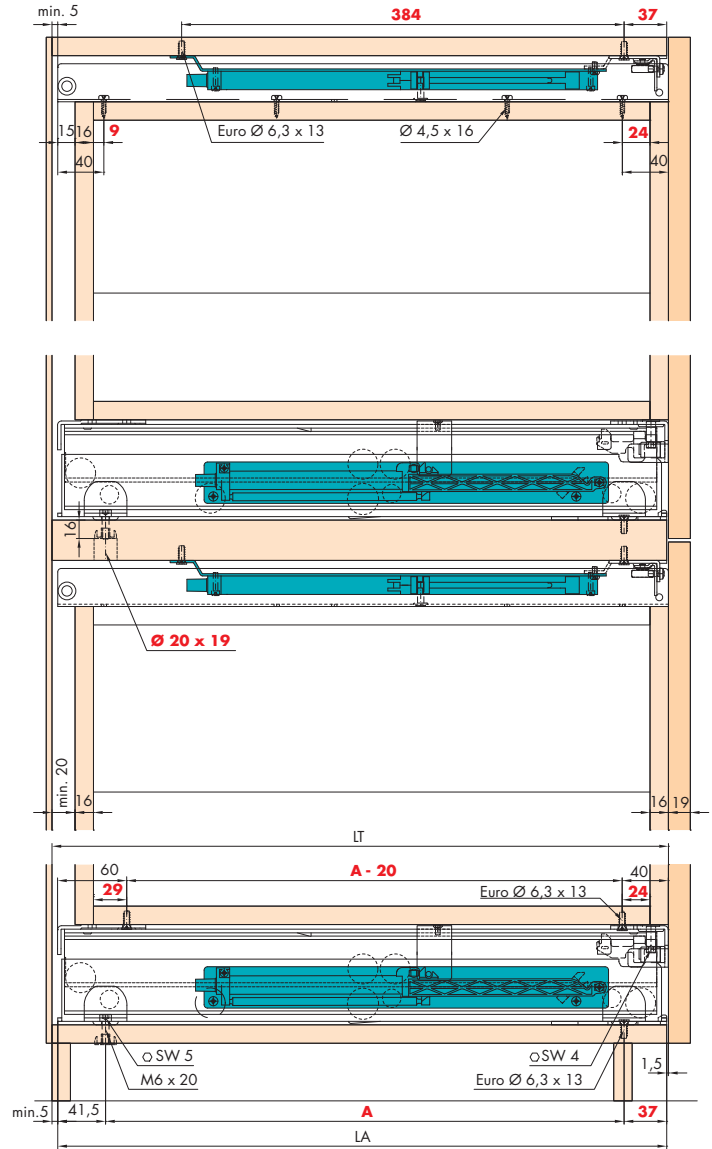 min. 5
384
37
Euro Ø 6,3 x 13
Ø 4,5 x 16
15
16
9
24
40
40
16
Ø 20 x 19
min. 20
16
16
19
LT
60
A - 20
40
29
Euro Ø 6,3 x 13
24
SW 5
SW 4
M6 x 20
Euro Ø 6,3 x 13
1,5
min.5
41,5
A
37
LA